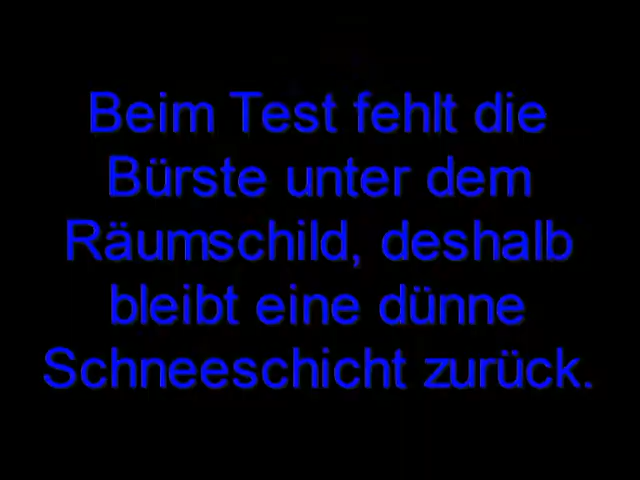 Beim Test fehlt die
Bürste unter dem
Räumschild, deshalb
bleibt eine dünne
Schneeschicht zurück.